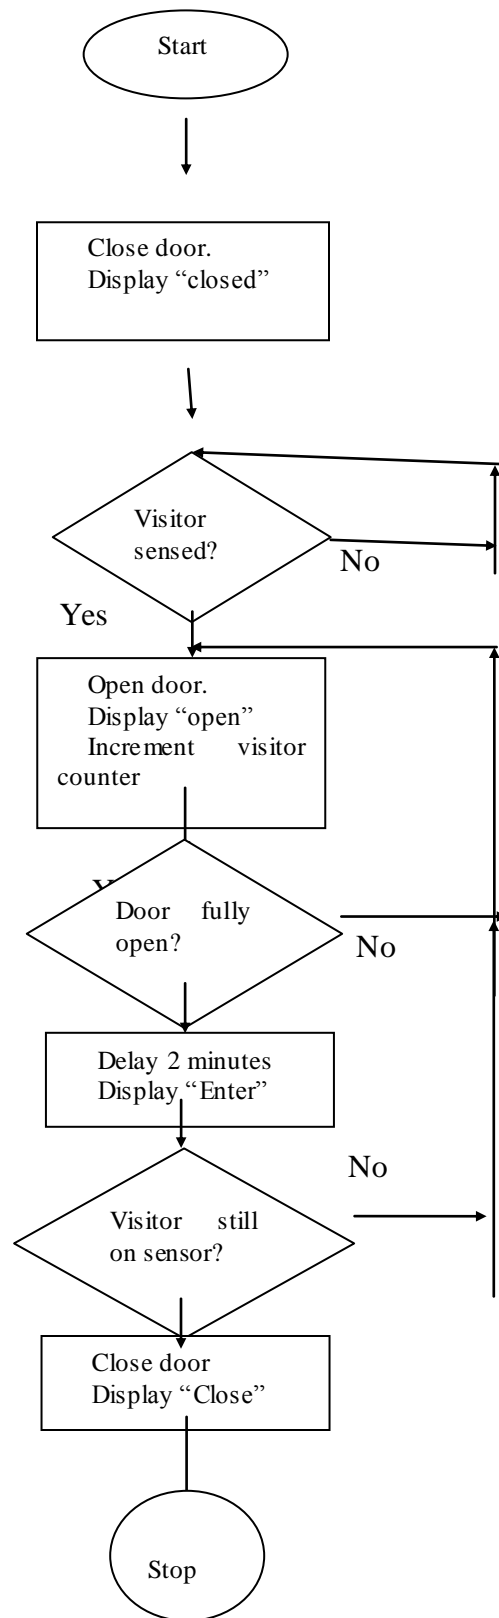 Start
Close door.
Display “closed”
Visitor
sensed?
No
Yes
Open door.
Display “open”
Increment visitor
counter
Door fully
open?
No
Delay 2 minutes
Display “Enter”
No
Visitor still
on sensor?
Close door
Display “Close”
Stop